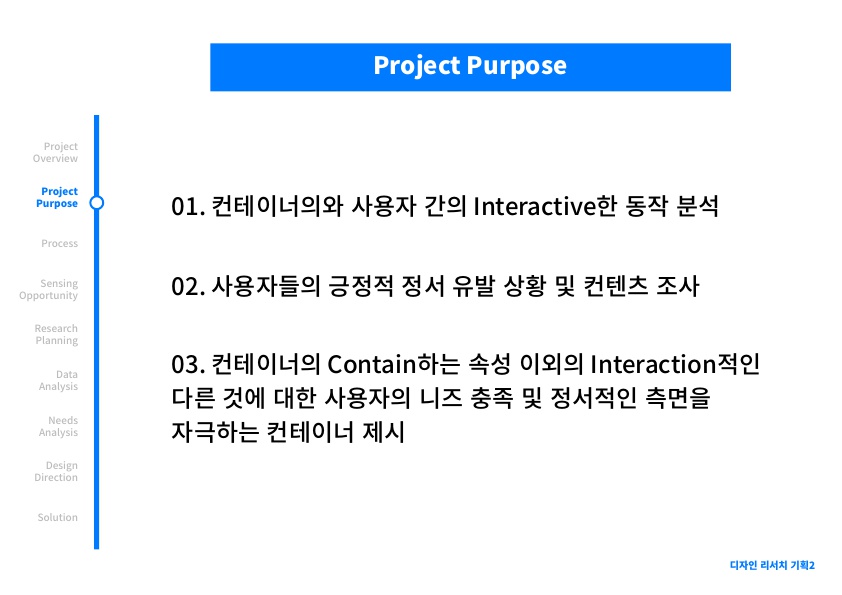 Project Purpose
Project
Overview
Project
Purpose
Process
Sensing
Opportunity
Research
Planning
Data
Analysis
Needs
Analysis
Design
Direction
Solution
01. 컨테이너의와 사용자 간의 Interactive한 동작 분석
02. 사용자들의 긍정적 정서 유발 상황 및 컨텐츠 조사
03. 컨테이너의 Contain하는 속성 이외의 Interaction적인
다른 것에 대한 사용자의 니즈 충족 및 정서적인 측면을
자극하는 컨테이너 제시
디자인 리서치 기획2